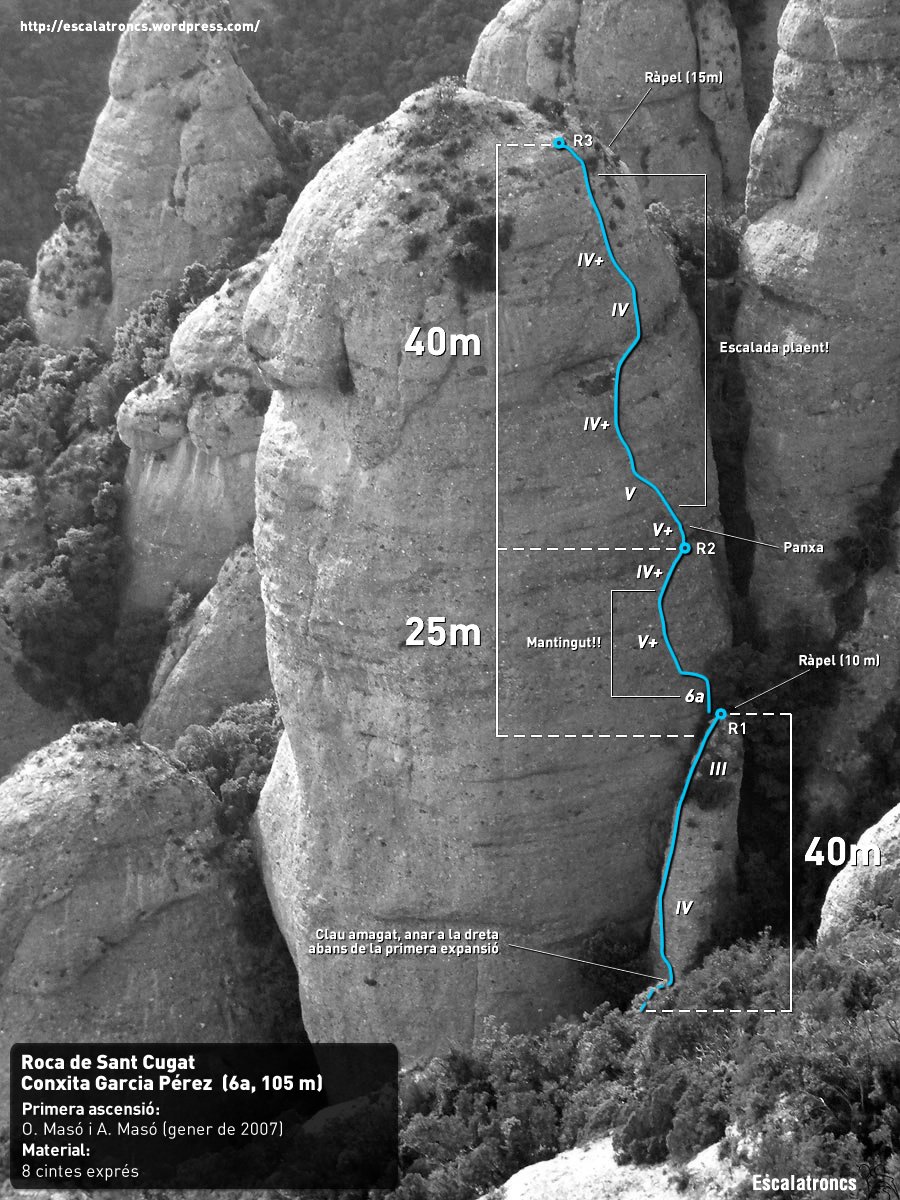 http://escalatroncs.wordpress.com/
Ràpel (15m)
R3
IV+
IV
40m
Escalada plaent!
IV+
V
V+
Panxa
R2
IV+
25m
Mantingut!!
V+
Ràpel (10 m)
6a
R1
III
40m
IV
Clau amagat, anar a la dreta
abans de la primera expansió
Roca de Sant Cugat
Conxita Garcia Pérez (6a, 105 m)
Primera ascensió:
O. Masó i A. Masó (gener de 2007)
Material:
8 cintes exprés
Escalatroncs